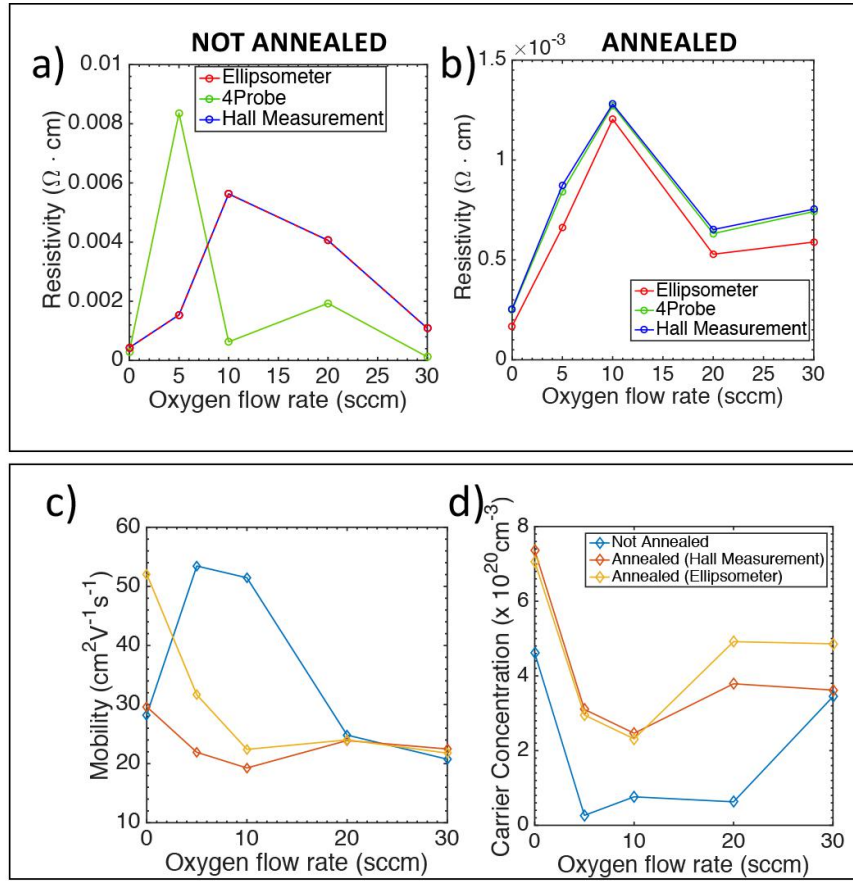 NOT ANNEALED
a)
0.01
0.008
0.006
0.004
0.002
0
Resistivity (Ω · cm)
Ellipsometer
4Probe
Hall Measurement
0 5 10 20 30
Oxygen flow rate (sccm)
ANNEALED
b)
1.5 ×10⁻³
1
0.5
0
Resistivity (Ω · cm)
Ellipsometer
4Probe
Hall Measurement
0 5 10 20 30
Oxygen flow rate (sccm)
c)
60
50
40
30
20
10
Mobility (cm²V⁻¹s⁻¹)
0 10 20 30
Oxygen flow rate (sccm)
d)
8
6
4
2
0
Carrier Concentration (x 10²⁰cm⁻³)
Not Annealed
Annealed (Hall Measurement)
Annealed (Ellipsometer)
0 10 20 30
Oxygen flow rate (sccm)